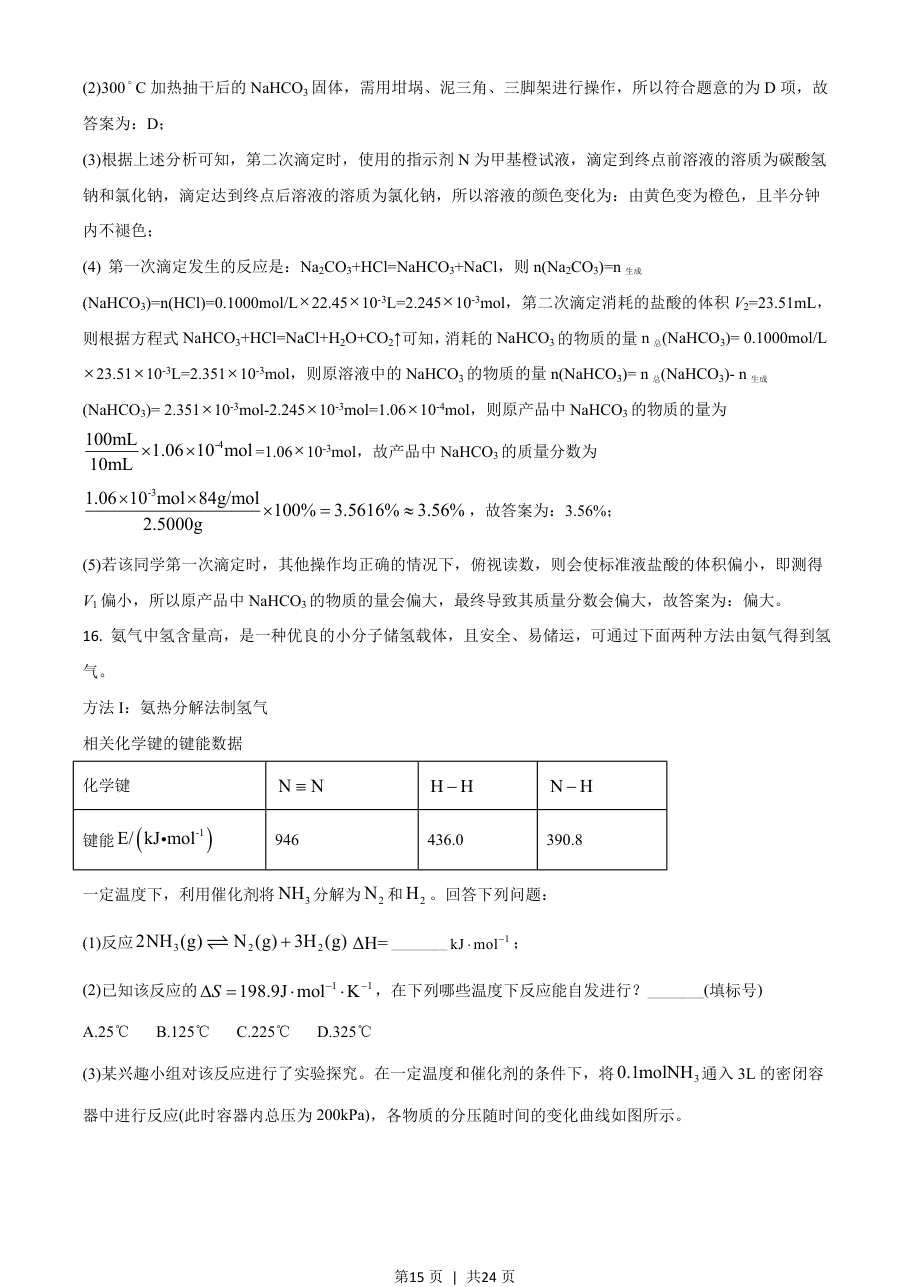 (2)300°C 加热抽干后的 NaHCO₃ 固体，需用坩埚、泥三角、三脚架进行操作，所以符合题意的为 D 项，故
答案为：D；
(3)根据上述分析可知，第二次滴定时，使用的指示剂 N 为甲基橙试液，滴定到终点前溶液的溶质为碳酸氢
钠和氯化钠，滴定达到终点后溶液的溶质为氯化钠，所以溶液的颜色变化为：由黄色变为橙色，且半分钟
内不褪色；
(4) 第一次滴定发生的反应是：Na₂CO₃+HCl=NaHCO₃+NaCl，则 n(Na₂CO₃)=n 生成
(NaHCO₃)=n(HCl)=0.1000mol/L×22.45×10⁻³L=2.245×10⁻³mol，第二次滴定消耗的盐酸的体积 V₂=23.51mL，
则根据方程式 NaHCO₃+HCl=NaCl+H₂O+CO₂↑可知，消耗的 NaHCO₃ 的物质的量 n 总(NaHCO₃)= 0.1000mol/L
×23.51×10⁻³L=2.351×10⁻³mol，则原溶液中的 NaHCO₃ 的物质的量 n(NaHCO₃)= n 总(NaHCO₃)- n 生成
(NaHCO₃)= 2.351×10⁻³mol-2.245×10⁻³mol=1.06×10⁻⁴mol，则原产品中 NaHCO₃ 的物质的量为
100mL
10mL
×1.06×10⁻⁴mol=1.06×10⁻³mol，故产品中 NaHCO₃ 的质量分数为
1.06×10⁻³mol×84g/mol
2.5000g
×100%=3.5616%≈3.56%，故答案为：3.56%；
(5)若该同学第一次滴定时，其他操作均正确的情况下，俯视读数，则会使标准液盐酸的体积偏小，即测得
V₁ 偏小，所以原产品中 NaHCO₃ 的物质的量会偏大，最终导致其质量分数会偏大，故答案为：偏大。
16. 氨气中氢含量高，是一种优良的小分子储氢载体，且安全、易储运，可通过下面两种方法由氨气得到氢
气。
方法 I：氨热分解法制氢气
相关化学键的键能数据
化学键 N≡N H−H N−H
键能 E/(kJ•mol⁻¹) 946 436.0 390.8
一定温度下，利用催化剂将 NH₃ 分解为 N₂ 和 H₂ 。回答下列问题：
(1)反应 2NH₃(g)⇌N₂(g)+3H₂(g) ΔH=_______kJ·mol⁻¹；
(2)已知该反应的 ΔS=198.9J·mol⁻¹·K⁻¹，在下列哪些温度下反应能自发进行？_______(填标号)
A.25℃ B.125℃ C.225℃ D.325℃
(3)某兴趣小组对该反应进行了实验探究。在一定温度和催化剂的条件下，将 0.1molNH₃ 通入 3L 的密闭容
器中进行反应(此时容器内总压为 200kPa)，各物质的分压随时间的变化曲线如图所示。
第15 页 | 共24 页